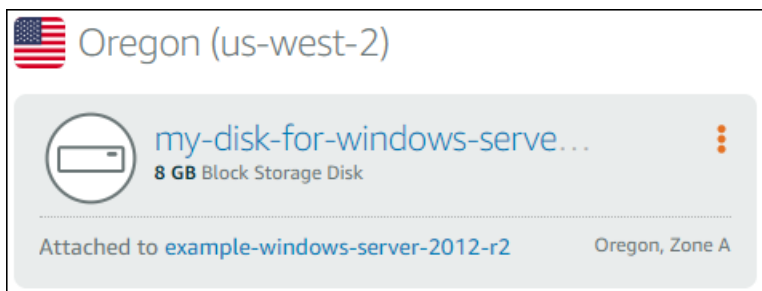 Oregon (us-west-2)
my-disk-for-windows-serve...
8 GB Block Storage Disk
Attached to example-windows-server-2012-r2
Oregon, Zone A